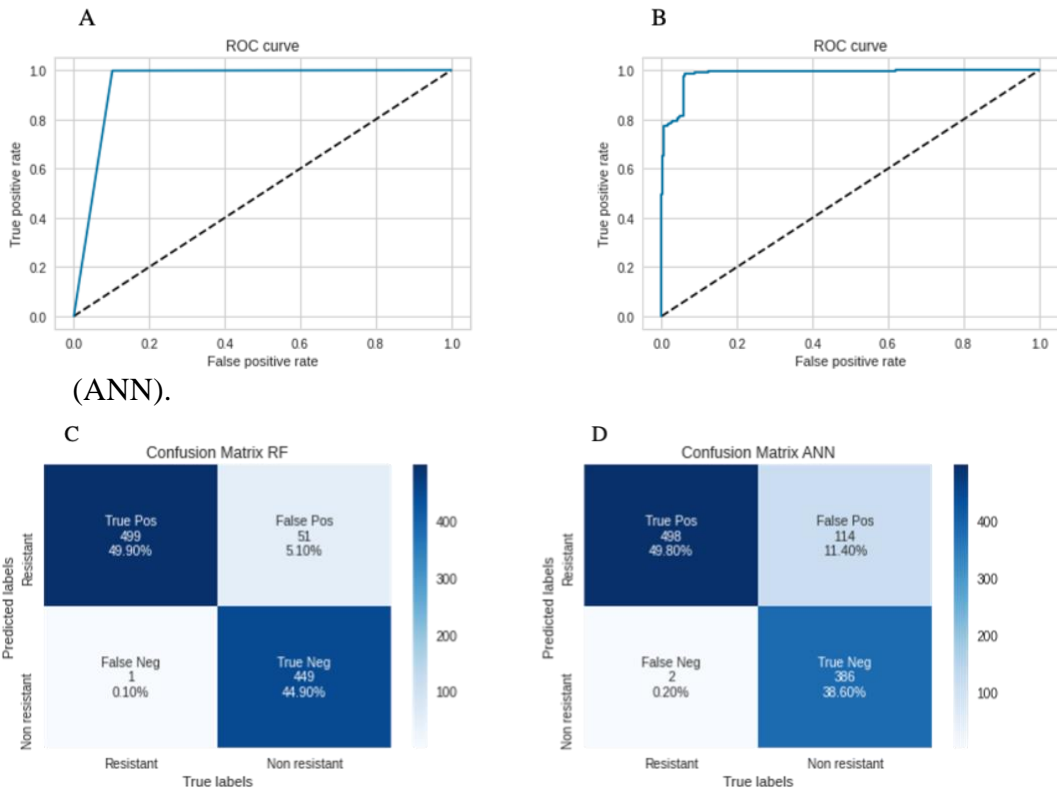 A
ROC curve
1.0
0.8
0.6
0.4
0.2
0.0
True positive rate
0.0 0.2 0.4 0.6 0.8 1.0
False positive rate
B
ROC curve
1.0
0.8
0.6
0.4
0.2
0.0
True positive rate
0.0 0.2 0.4 0.6 0.8 1.0
False positive rate
(ANN).
C
Confusion Matrix RF
Predicted labels
Resistant
Non resistant
True Pos
499
49.90%
False Pos
51
5.10%
False Neg
1
0.10%
True Neg
449
44.90%
Resistant Non resistant
True labels
400
300
200
100
D
Confusion Matrix ANN
Predicted labels
Resistant
Non resistant
True Pos
498
49.80%
False Pos
114
11.40%
False Neg
2
0.20%
True Neg
386
38.60%
Resistant Non resistant
True labels
400
300
200
100